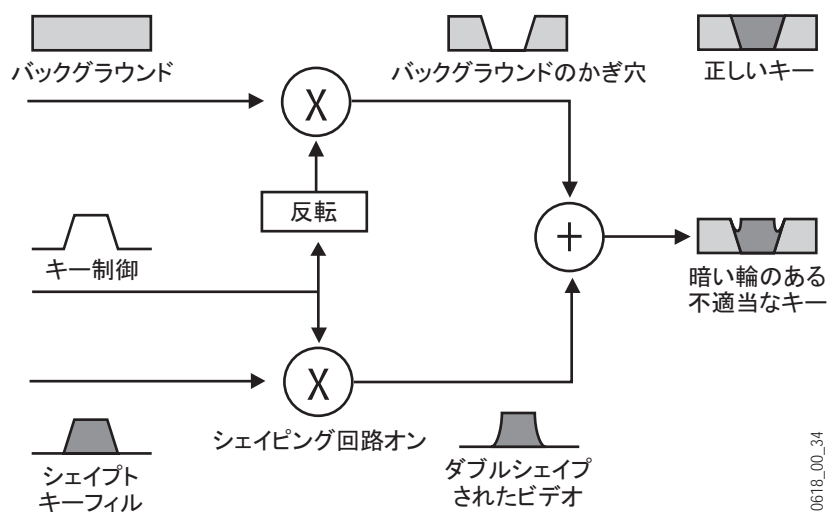 バックグラウンド
バックグラウンドのかぎ穴
正しいキー
X
反転
キー制御
+
暗い輪のある
不適当なキー
X
シェイピング回路オン
シェイプト
キーフィル
ダブルシェイプ
されたビデオ
0618_00_34